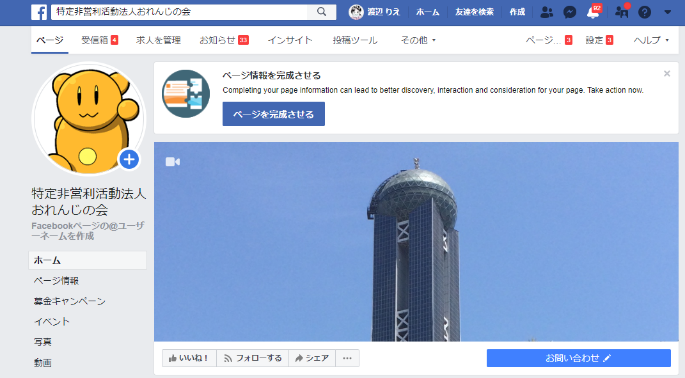 特定非営利活動法人おれんじの会
渡辺 りえ ホーム 友達を検索 作成 92
ページ 受信箱 4 求人を管理 お知らせ 33 インサイト 投稿ツール その他 ページ... 3 設定 3 ヘルプ
ページ情報を完成させる
Completing your page information can lead to better discovery, interaction and consideration for your page. Take action now.
ページを完成させる
特定非営利活動法人
おれんじの会
Facebookページの@ユーザ
ーネームを作成
ホーム
ページ情報
募金キャンペーン
イベント
写真
動画
いいね！ フォローする シェア ... お問い合わせ